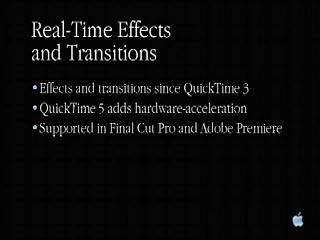 Real-Time Effects
and Transitions
• Effects and transitions since QuickTime 3
• QuickTime 5 adds hardware-acceleration
• Supported in Final Cut Pro and Adobe Premiere